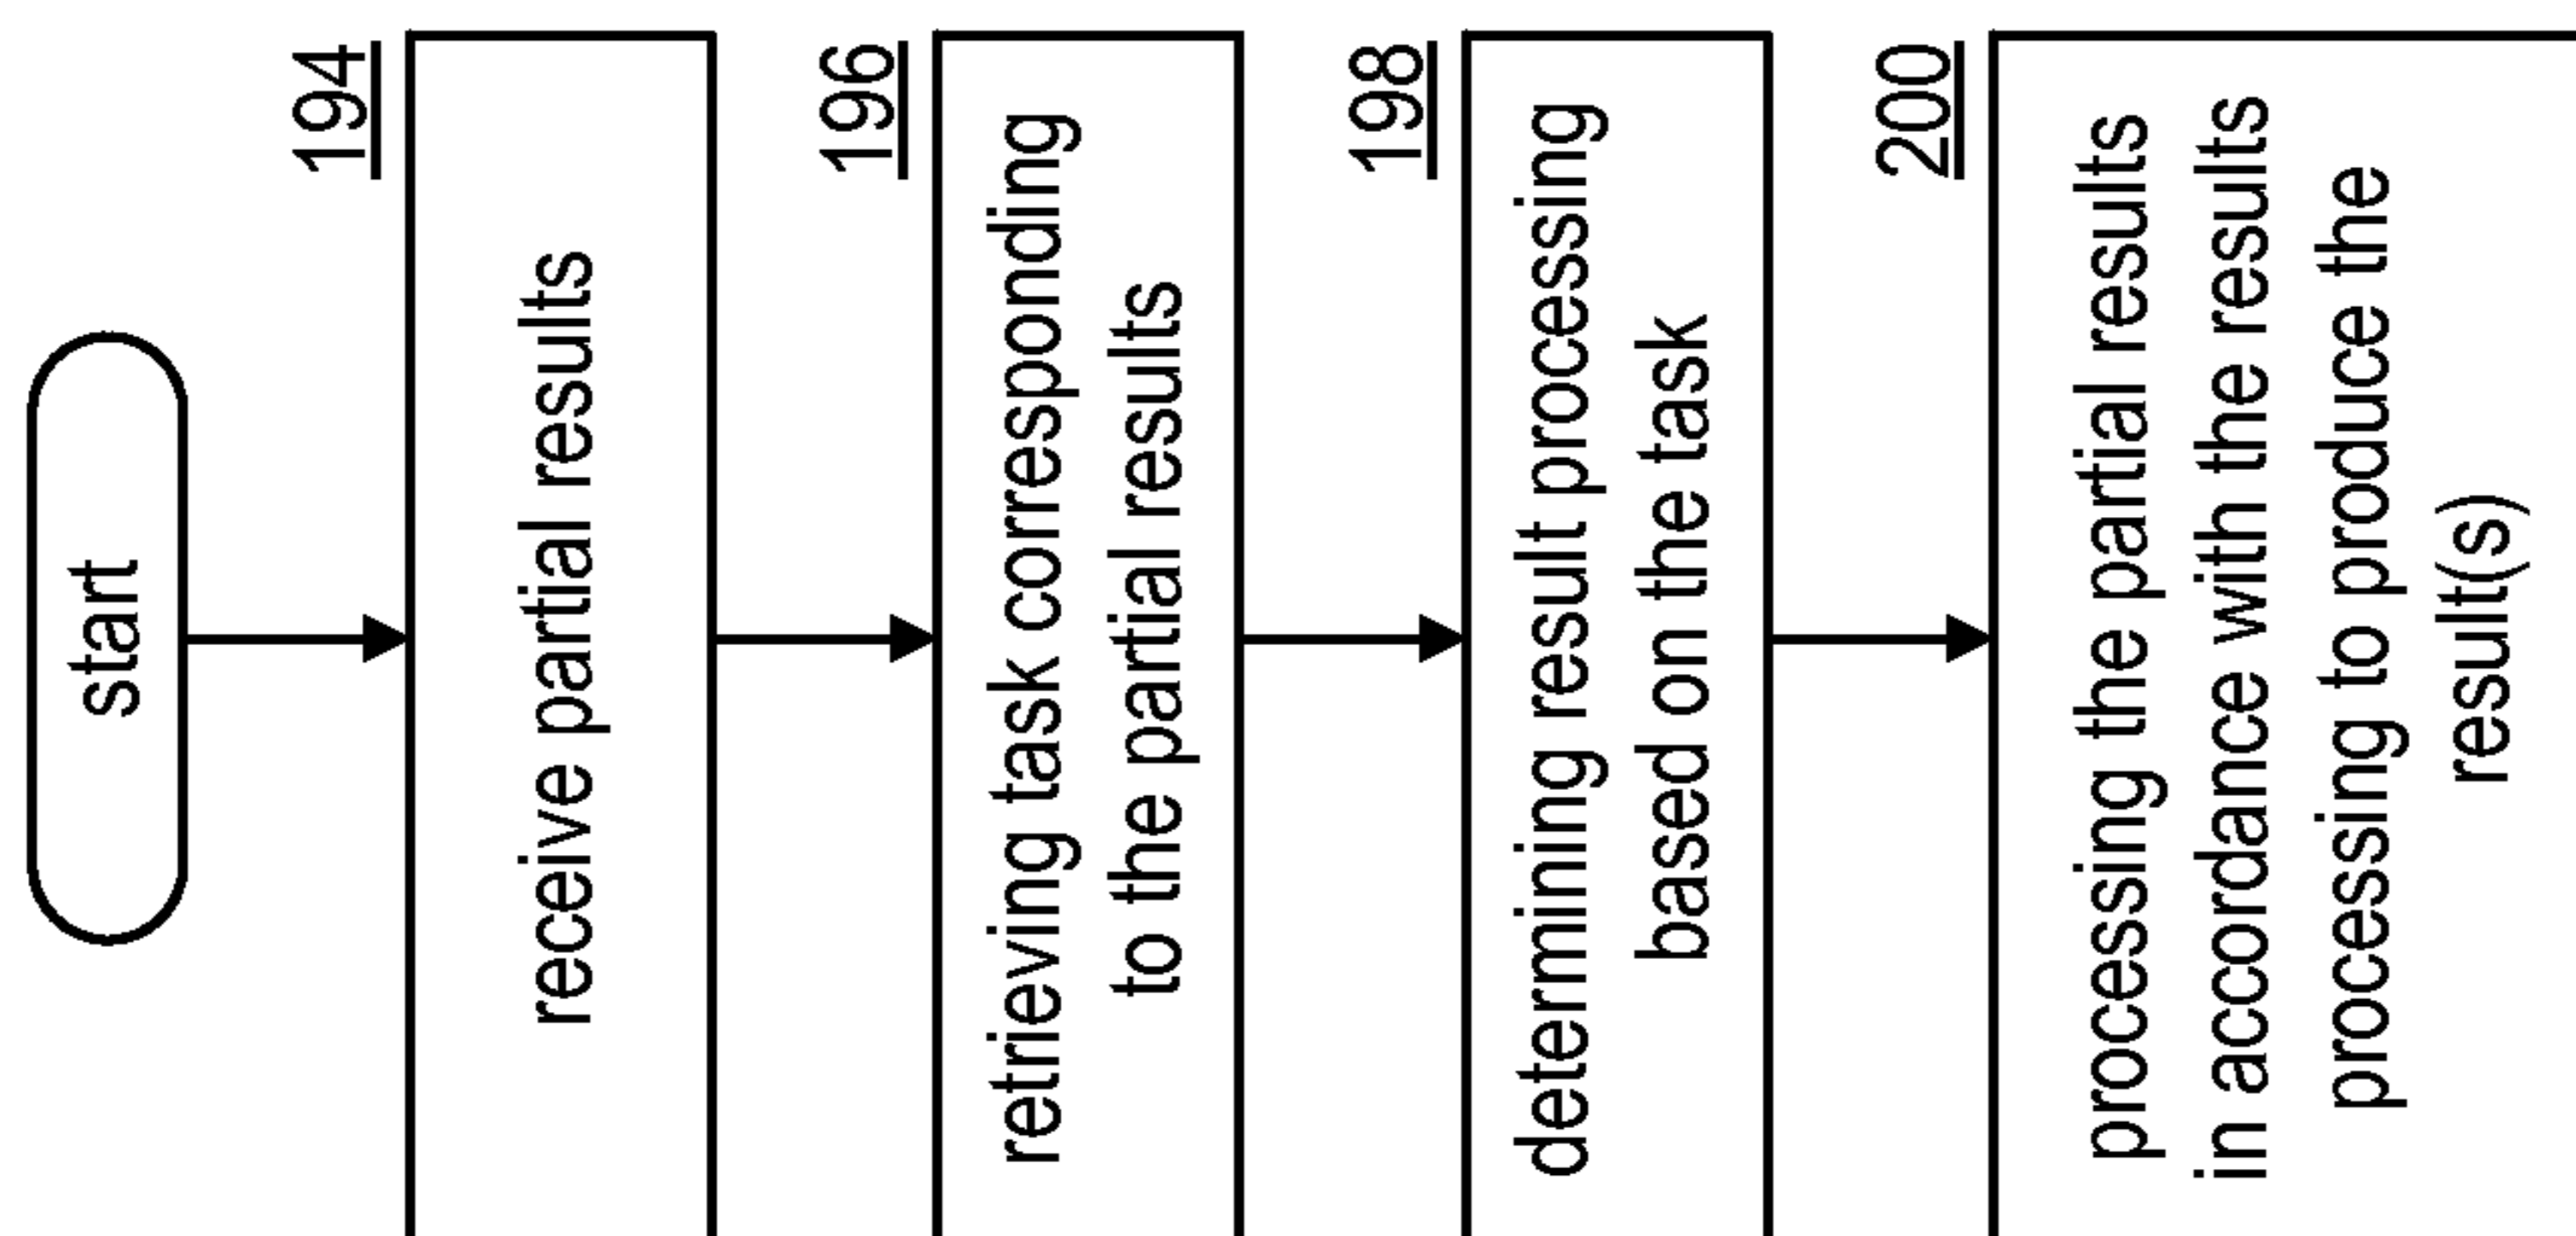 start
194
receive partial results
196
retrieving task corresponding
to the partial results
198
determining result processing
based on the task
200
processing the partial results
in accordance with the results
processing to produce the
result(s)